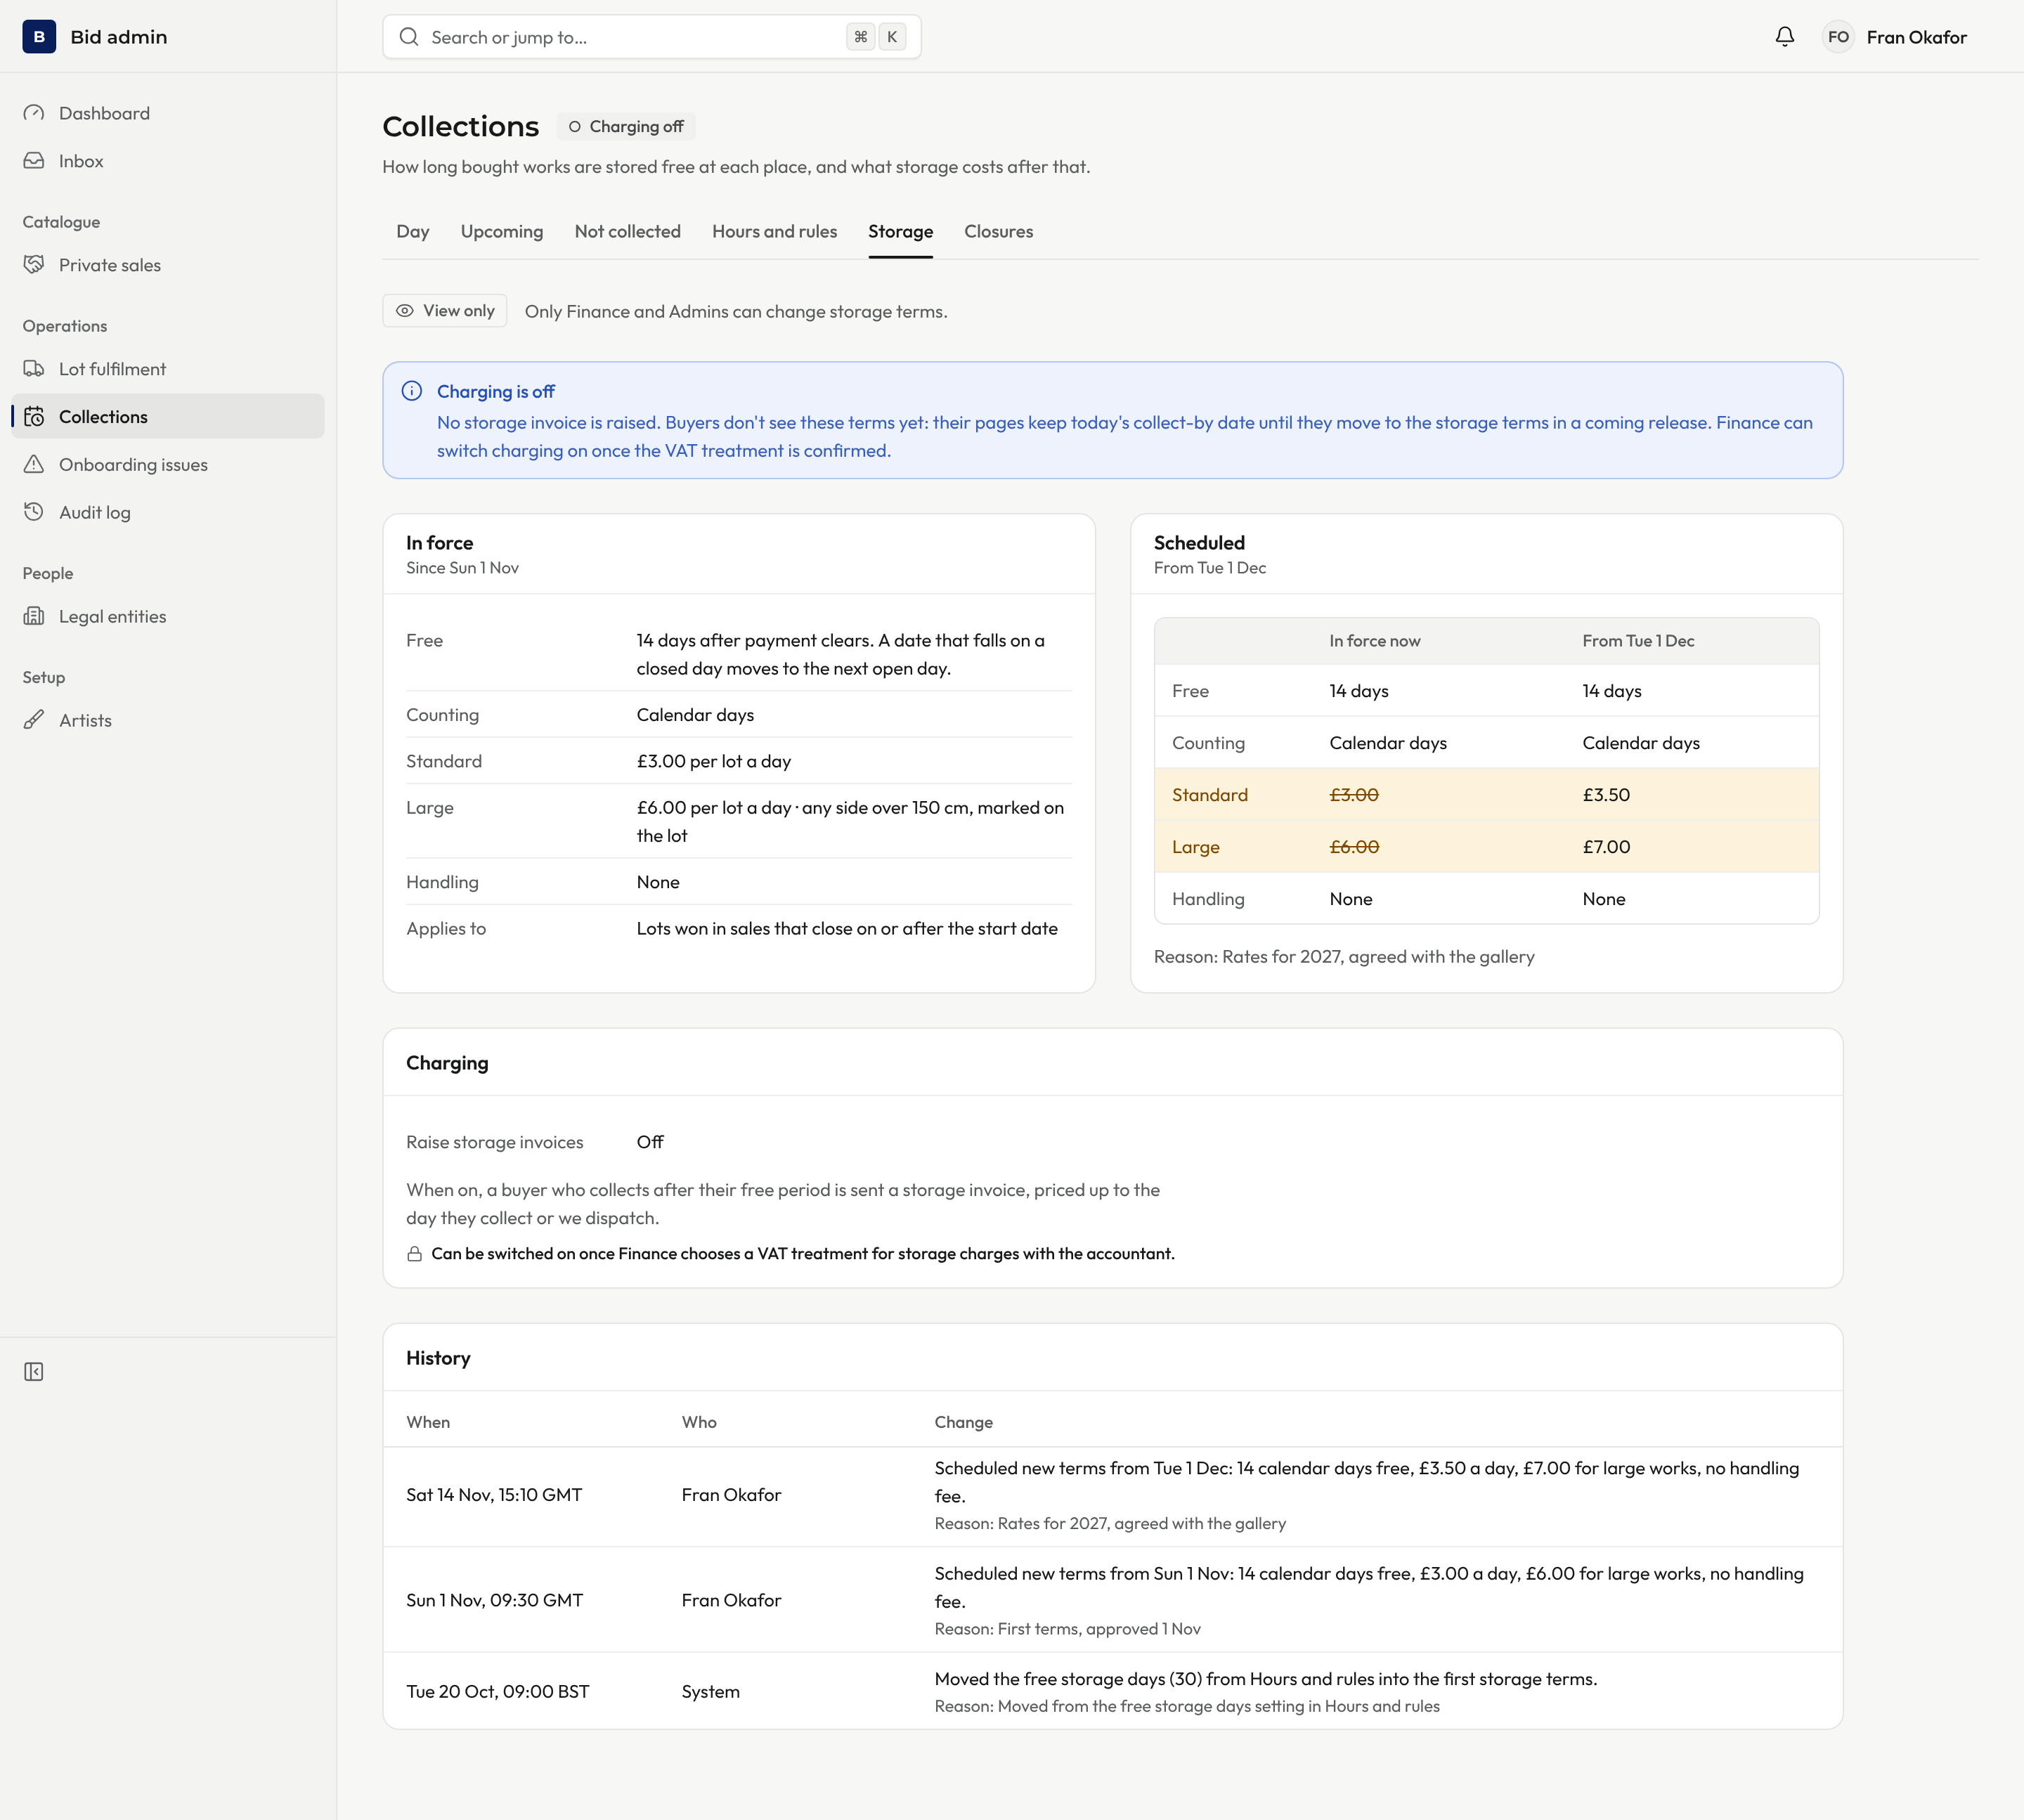 B Bid admin
Search or jump to...
⌘ K
FO Fran Okafor
Dashboard
Inbox
Catalogue
Private sales
Operations
Lot fulfilment
Collections
Onboarding issues
Audit log
People
Legal entities
Setup
Artists
Collections
Charging off
How long bought works are stored free at each place, and what storage costs after that.
Day Upcoming Not collected Hours and rules Storage Closures
View only
Only Finance and Admins can change storage terms.
Charging is off
No storage invoice is raised. Buyers don't see these terms yet: their pages keep today's collect-by date until they move to the storage terms in a coming release. Finance can
switch charging on once the VAT treatment is confirmed.
In force
Since Sun 1 Nov
Free 14 days after payment clears. A date that falls on a
closed day moves to the next open day.
Counting Calendar days
Standard £3.00 per lot a day
Large £6.00 per lot a day · any side over 150 cm, marked on
the lot
Handling None
Applies to Lots won in sales that close on or after the start date
Scheduled
From Tue 1 Dec
In force now From Tue 1 Dec
Free 14 days 14 days
Counting Calendar days Calendar days
Standard £3.00 £3.50
Large £6.00 £7.00
Handling None None
Reason: Rates for 2027, agreed with the gallery
Charging
Raise storage invoices Off
When on, a buyer who collects after their free period is sent a storage invoice, priced up to the
day they collect or we dispatch.
Can be switched on once Finance chooses a VAT treatment for storage charges with the accountant.
History
When Who Change
Sat 14 Nov, 15:10 GMT Fran Okafor Scheduled new terms from Tue 1 Dec: 14 calendar days free, £3.50 a day, £7.00 for large works, no handling
fee.
Reason: Rates for 2027, agreed with the gallery
Sun 1 Nov, 09:30 GMT Fran Okafor Scheduled new terms from Sun 1 Nov: 14 calendar days free, £3.00 a day, £6.00 for large works, no handling
fee.
Reason: First terms, approved 1 Nov
Tue 20 Oct, 09:00 BST System Moved the free storage days (30) from Hours and rules into the first storage terms.
Reason: Moved from the free storage days setting in Hours and rules